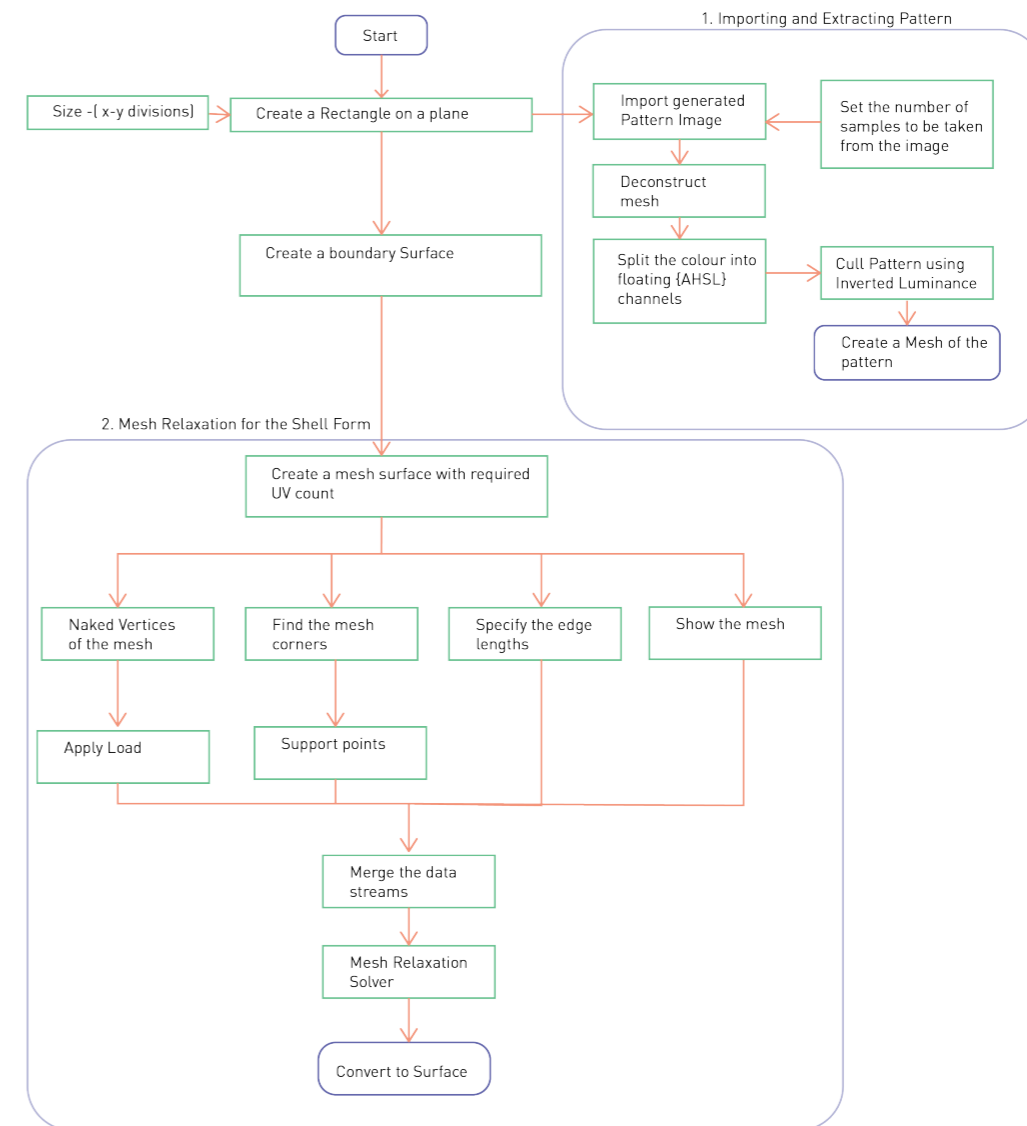 1. Importing and Extracting Pattern
Start
Size -( x-y divisions)
Create a Rectangle on a plane
Import generated
Pattern Image
Set the number of
samples to be taken
from the image
Deconstruct
mesh
Create a boundary Surface
Split the colour into
floating {AHSL}
channels
Cull Pattern using
Inverted Luminance
Create a Mesh of the
pattern
2. Mesh Relaxation for the Shell Form
Create a mesh surface with required
UV count
Naked Vertices
of the mesh
Find the mesh
corners
Specify the edge
lengths
Show the mesh
Apply Load
Support points
Merge the data
streams
Mesh Relaxation
Solver
Convert to Surface